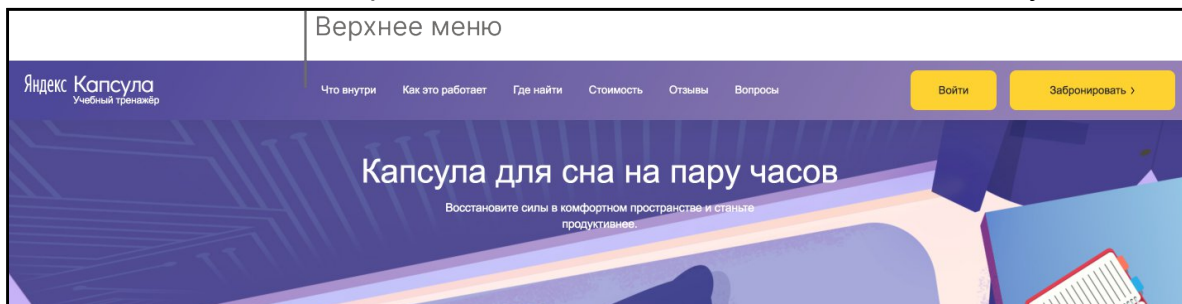 Верхнее меню
Яндекс Капсула
Учебный тренажёр
Что внутри Как это работает Где найти Стоимость Отзывы Вопросы Войти Забронировать >
Капсула для сна на пару часов
Восстановите силы в комфортном пространстве и станьте
продуктивнее.